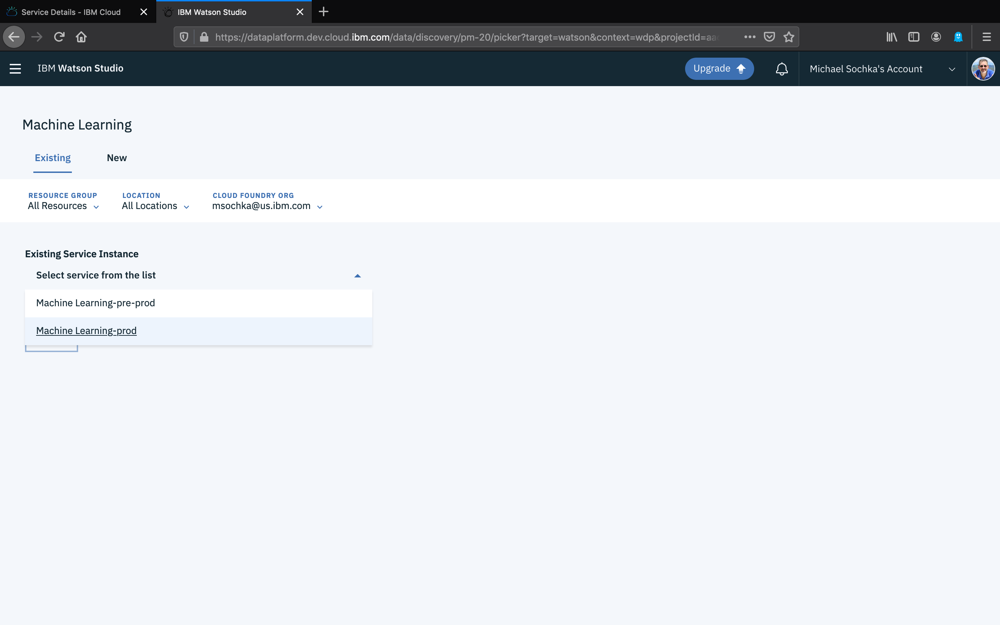 Service Details - IBM Cloud
IBM Watson Studio
https://dataplatform.dev.cloud.ibm.com/data/discovery/pm-20/picker?target=watson&context=wdp&projectId=aa
IBM Watson Studio
Upgrade
Michael Sochka's Account
Machine Learning
Existing
New
RESOURCE GROUP
LOCATION
CLOUD FOUNDRY ORG
All Resources
All Locations
msochka@us.ibm.com
Existing Service Instance
Select service from the list
Machine Learning-pre-prod
Machine Learning-prod